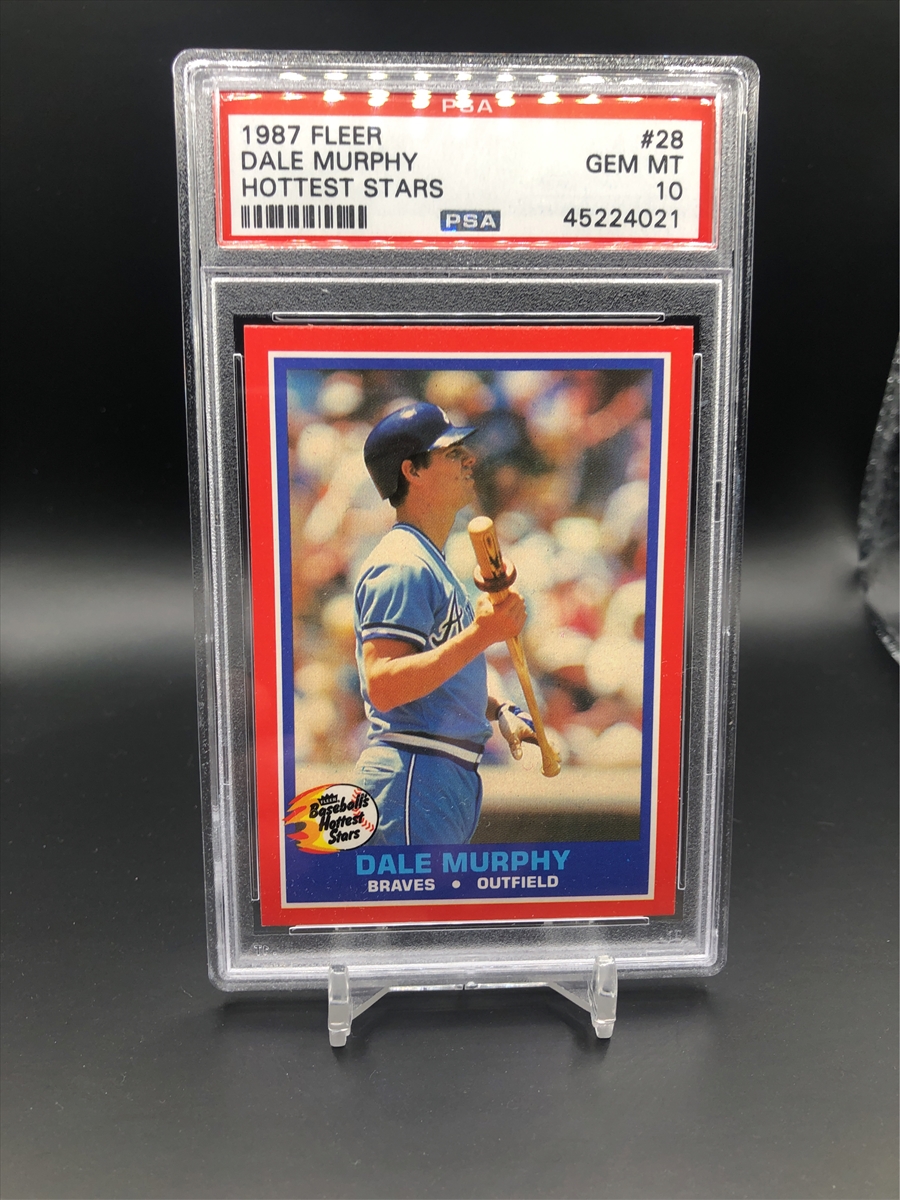 PSA
1987 FLEER #28
DALE MURPHY GEM MT
HOTTEST STARS 10
PSA 45224021
A
FLEER
Baseball's
Hottest
Stars
DALE MURPHY
BRAVES • OUTFIELD